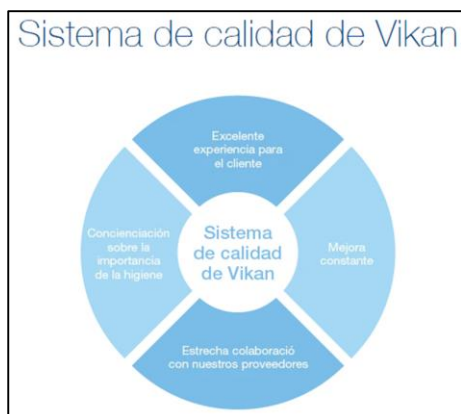 Sistema de calidad de Vikan
Excelente
experiencia para
el cliente
Concienciación
sobre la
importancia
de la higiene
Sistema
de calidad
de Vikan
Mejora
constante
Estrecha colaboració
con nuestros proveedores